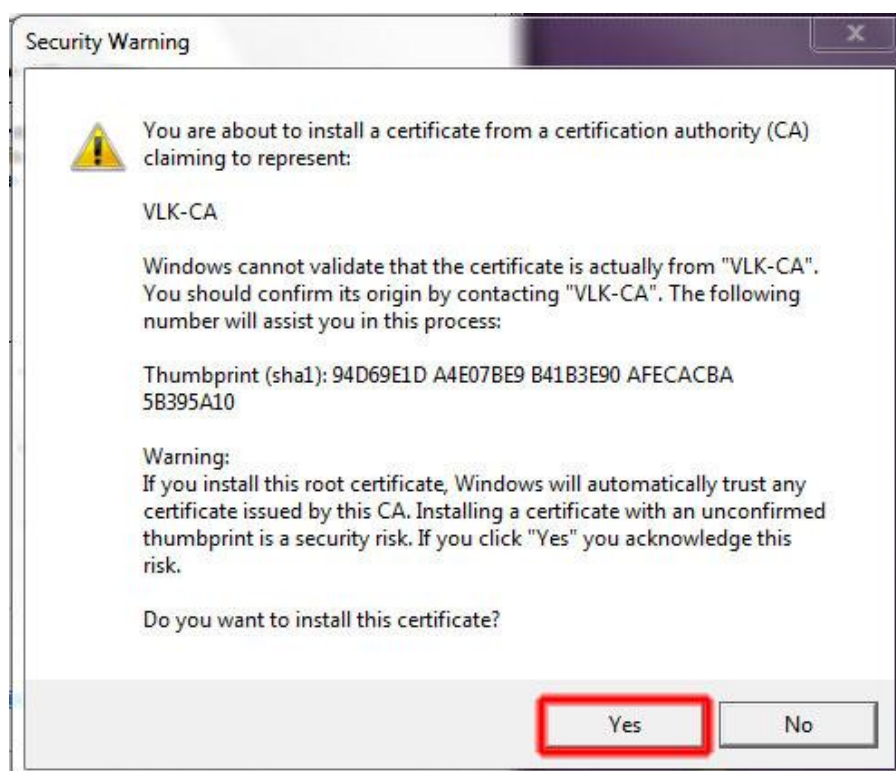 Security Warning
You are about to install a certificate from a certification authority (CA)
claiming to represent:
VLK-CA
Windows cannot validate that the certificate is actually from "VLK-CA".
You should confirm its origin by contacting "VLK-CA". The following
number will assist you in this process:
Thumbprint (sha1): 94D69E1D A4E07BE9 B41B3E90 AFECACBA
5B395A10
Warning:
If you install this root certificate, Windows will automatically trust any
certificate issued by this CA. Installing a certificate with an unconfirmed
thumbprint is a security risk. If you click "Yes" you acknowledge this
risk.
Do you want to install this certificate?
Yes No